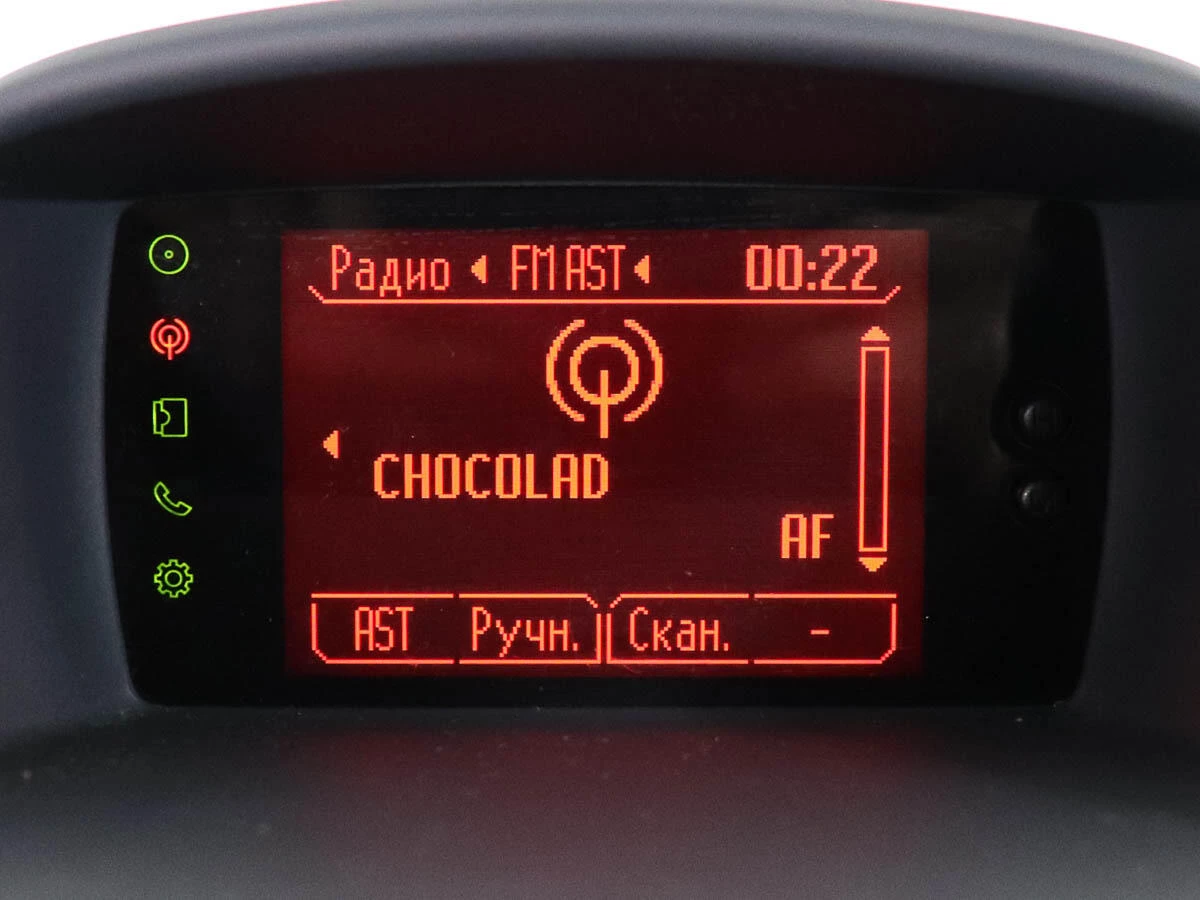 Радио FM AST 00:22
CHOCOLAD
AF
AST Ручн. Скан. -